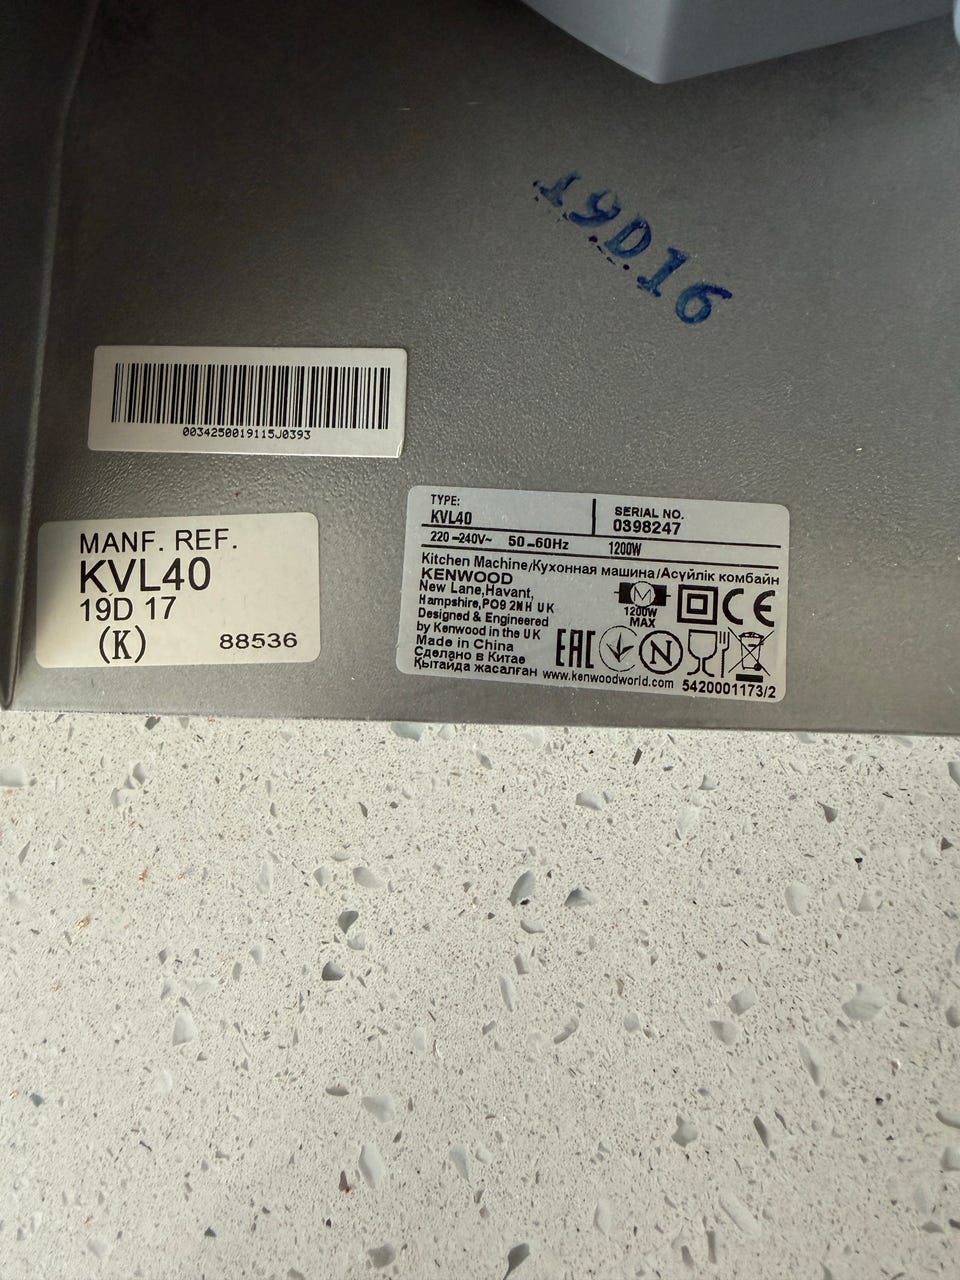 19D16
0034250019115J0393
MANF. REF.
KVL40
19D 17
(K) 88536
TYPE:
KVL40
SERIAL NO.
0398247
220-240V~ 50-60Hz 1200W
Kitchen Machine/Кухонная машина/Асүйлік комбайн
KENWOOD
New Lane,Havant,
Hampshire,PO9 2NH UK
Designed & Engineered
by Kenwood in the UK
Made in China
Сделано в Китае
Қытайда жасалған
M
1200W
MAX
CE
EAC
N
www.kenwoodworld.com 5420001173/2